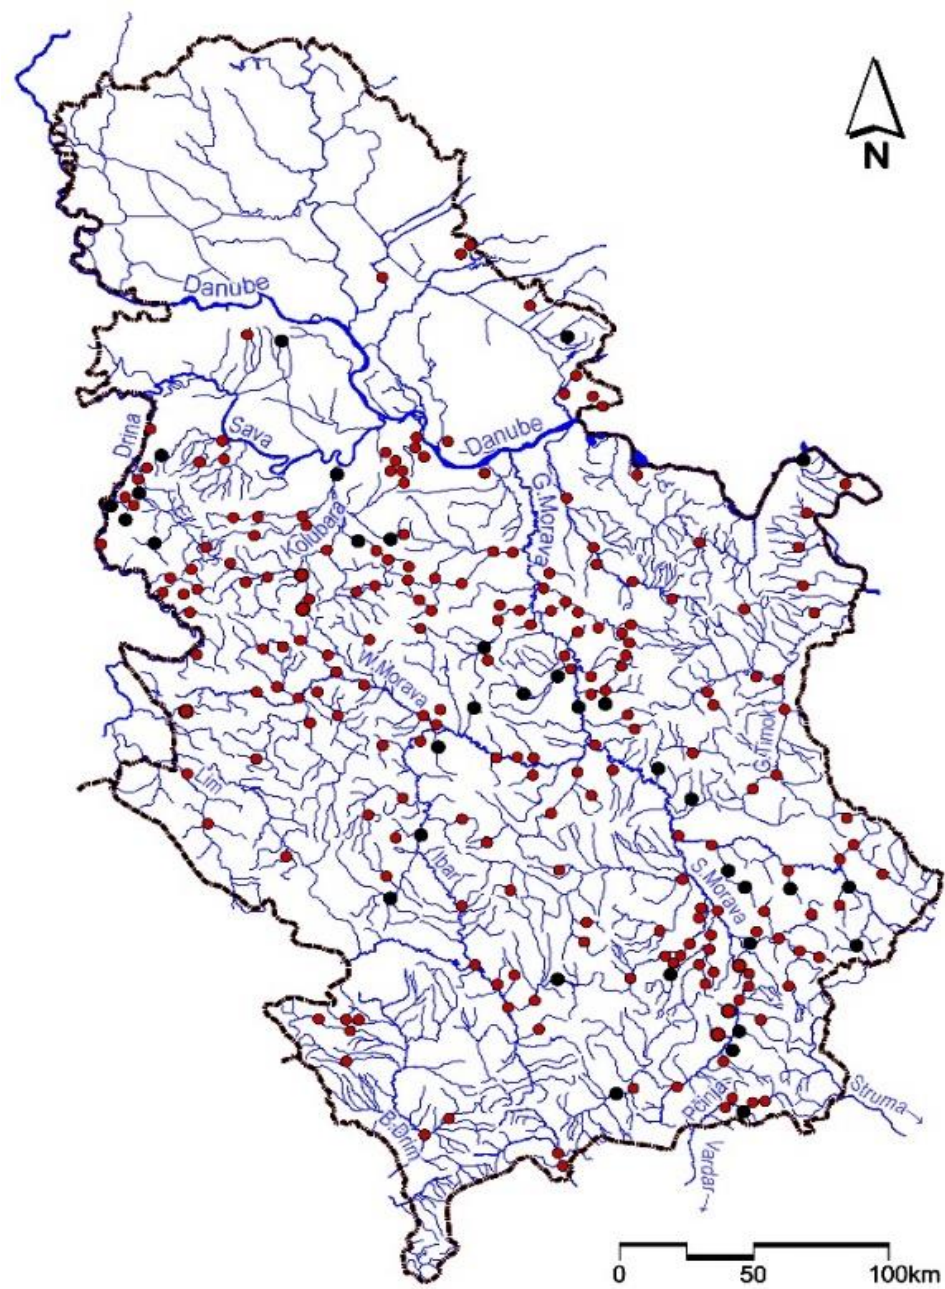 N
Danube
Danube
Sava
Drina
G.Morava
Kolubara
W.Morava
G.Timok
Lim
Ibar
S.Morava
Struma
Pčinja
B.Drim
Vardar
0 50 100km